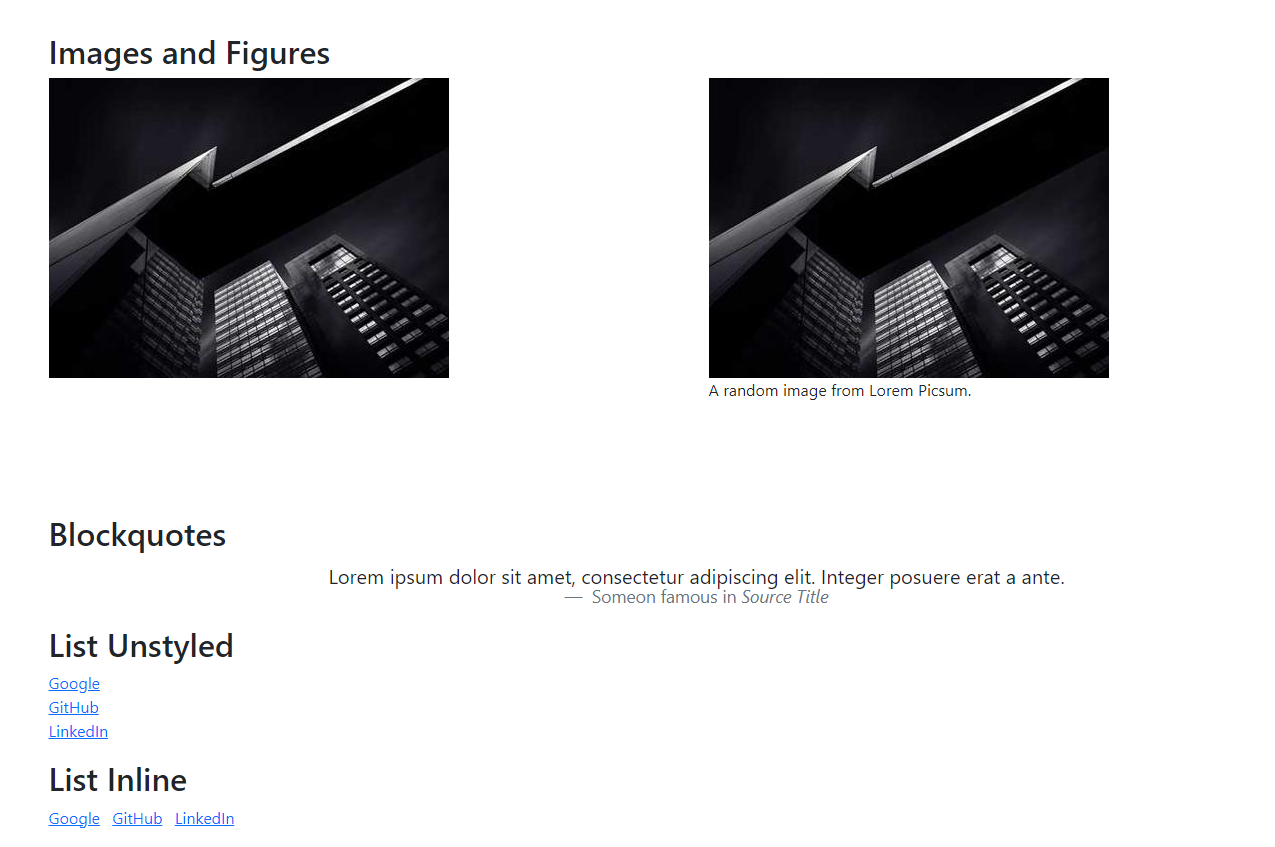 Images and Figures
A random image from Lorem Picsum.
Blockquotes
Lorem ipsum dolor sit amet, consectetur adipiscing elit. Integer posuere erat a ante.
— Someon famous in Source Title
List Unstyled
Google
GitHub
LinkedIn
List Inline
Google GitHub LinkedIn